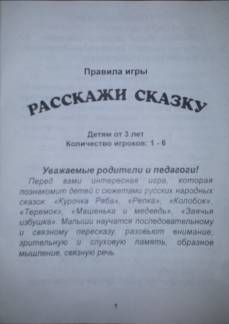 Правила игры
РАССКАЖИ СКАЗКУ
Детям от 3 лет
Количество игроков: 1 - 6
Уважаемые родители и педагоги!
Перед вами интересная игра, которая
познакомит детей с сюжетами русских народных
сказок «Курочка Ряба», «Репка», «Колобок»,
«Теремок», «Машенька и медведь», «Заячья
избушка». Малыши научатся последовательному
и связному пересказу, разовьют внимание,
зрительную и слуховую память, образное
мышление, связную речь.
1